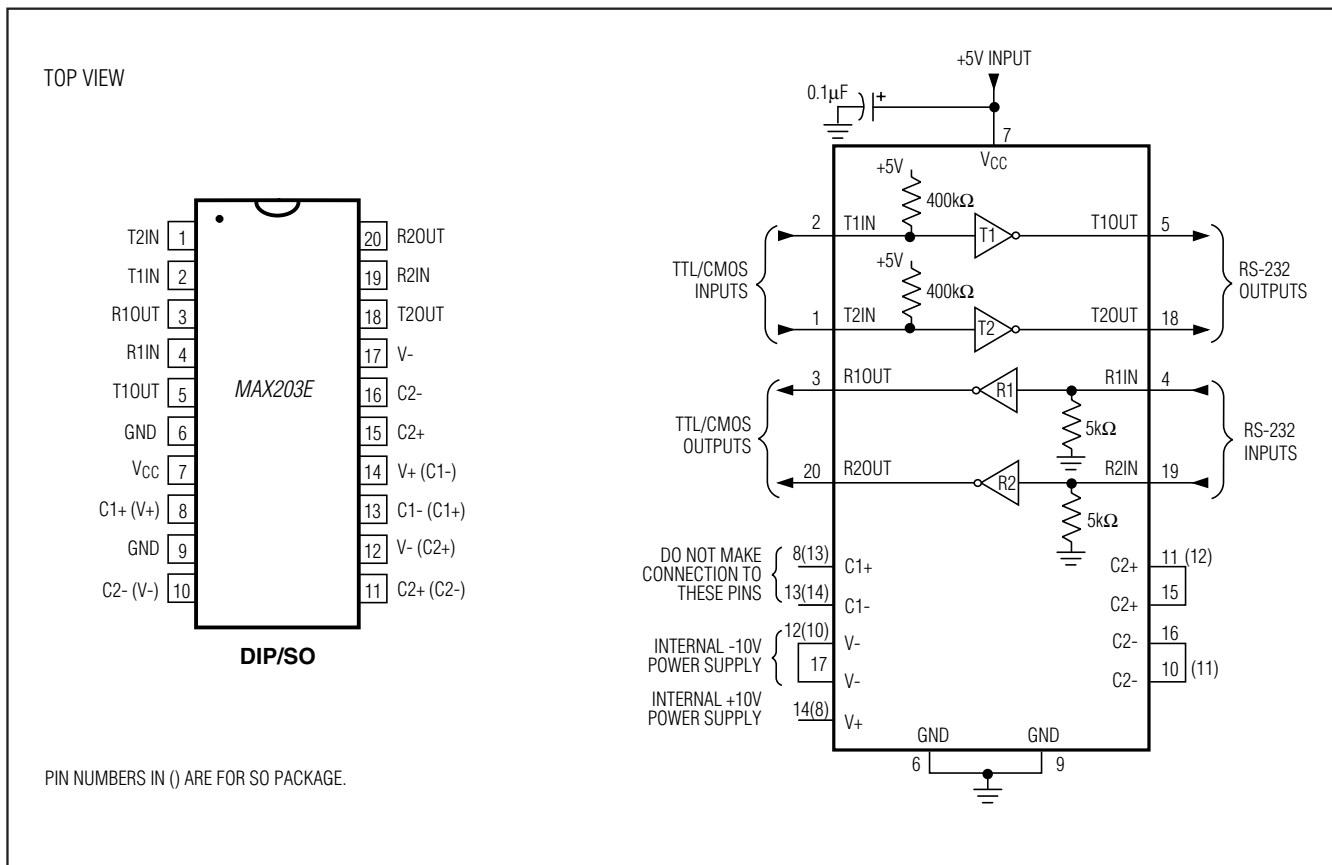 TOP VIEW
T2IN 1
T1IN 2
R1OUT 3
R1IN 4
T1OUT 5
GND 6
VCC 7
C1+ (V+) 8
GND 9
C2- (V-) 10
MAX203E
20 R2OUT
19 R2IN
18 T2OUT
17 V-
16 C2-
15 C2+
14 V+ (C1-)
13 C1- (C1+)
12 V- (C2+)
11 C2+ (C2-)
DIP/SO
PIN NUMBERS IN () ARE FOR SO PACKAGE.
+5V INPUT
0.1µF
+
7
VCC
+5V
400kΩ
2 T1IN T1 T1OUT 5
TTL/CMOS
INPUTS
RS-232
OUTPUTS
+5V
400kΩ
1 T2IN T2 T2OUT 18
3 R1OUT R1 R1IN 4
5kΩ
TTL/CMOS
OUTPUTS
RS-232
INPUTS
20 R2OUT R2 R2IN 19
5kΩ
DO NOT MAKE
CONNECTION TO
THESE PINS
8(13) C1+
13(14) C1-
INTERNAL -10V
POWER SUPPLY
12(10) V-
17 V-
INTERNAL +10V
POWER SUPPLY
14(8) V+
C2+ 11 (12)
C2+ 15
C2- 16
C2- 10 (11)
GND GND
6 9